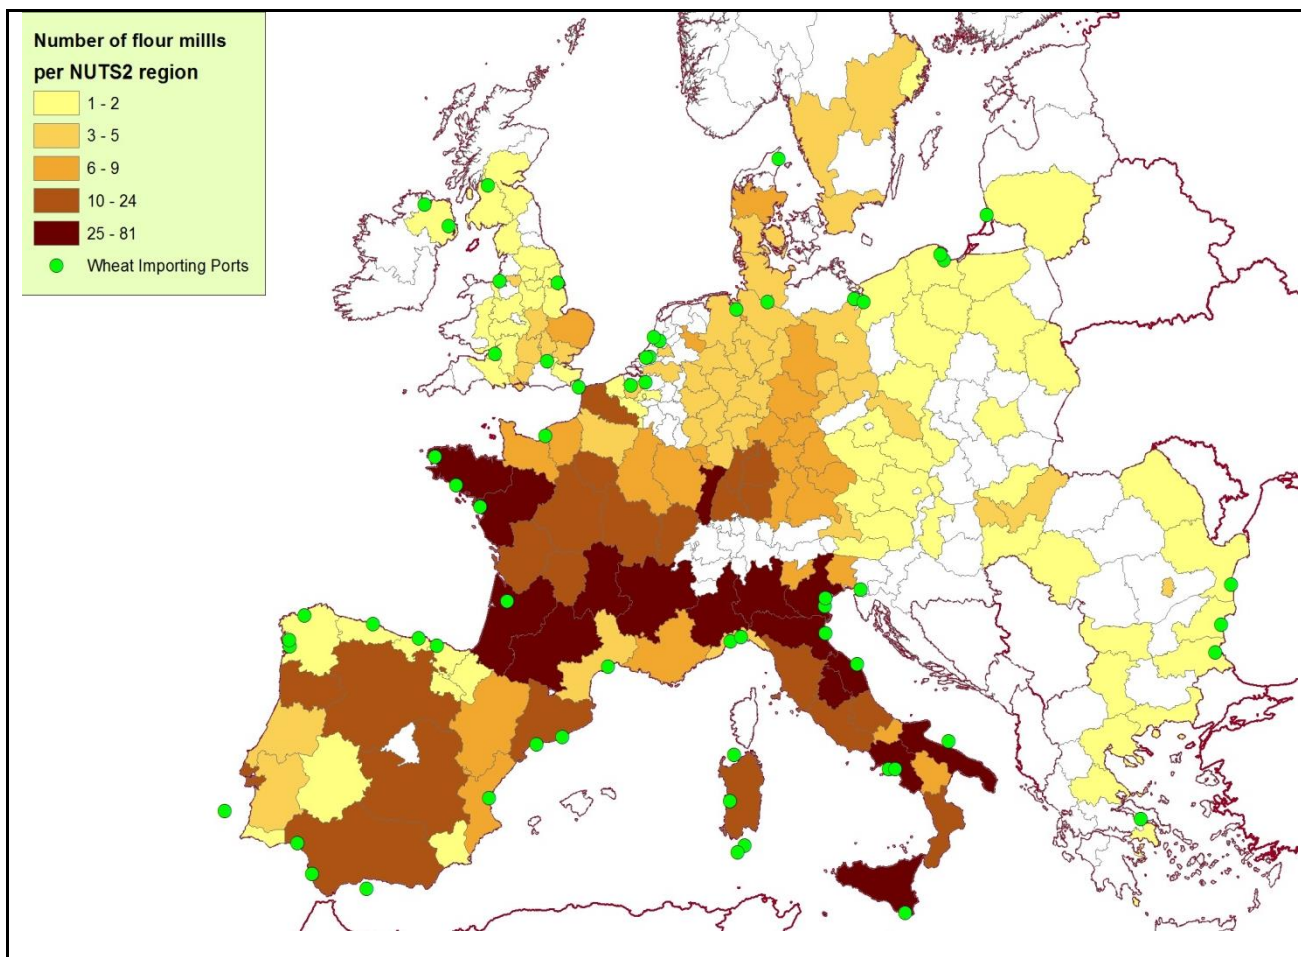 Number of flour millls
per NUTS2 region
1 - 2
3 - 5
6 - 9
10 - 24
25 - 81
Wheat Importing Ports